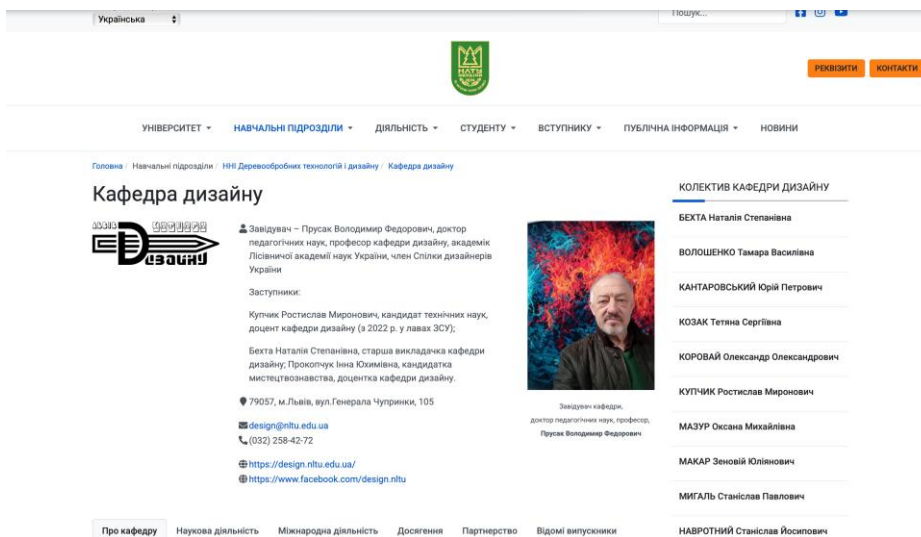 Українська
Пошук...
НЛТУ
УКРАЇНИ
РЕКВІЗИТИ КОНТАКТИ
УНІВЕРСИТЕТ НАВЧАЛЬНІ ПІДРОЗДІЛИ ДІЯЛЬНІСТЬ СТУДЕНТУ ВСТУПНИКУ ПУБЛІЧНА ІНФОРМАЦІЯ НОВИНИ
Головна / Навчальні підрозділи / ННІ Деревообробних технологій і дизайну / Кафедра дизайну
Кафедра дизайну
Завідувач – Прусак Володимир Федорович, доктор
педагогічних наук, професор кафедри дизайну, академік
Лісівничої академії наук України, член Спілки дизайнерів
України
Заступники:
Купчик Ростислав Миронович, кандидат технічних наук,
доцент кафедри дизайну (з 2022 р. у лавах ЗСУ);
Бехта Наталія Степанівна, старша викладачка кафедри
дизайну; Прокопчук Інна Юхимівна, кандидатка
мистецтвознавства, доцентка кафедри дизайну.
79057, м.Львів, вул.Генерала Чупринки, 105
design@nltu.edu.ua
(032) 258-42-72
https://design.nltu.edu.ua/
https://www.facebook.com/design.nltu
Завідувач кафедри,
доктор педагогічних наук, професор,
Прусак Володимир Федорович
КОЛЕКТИВ КАФЕДРИ ДИЗАЙНУ
БЕХТА Наталія Степанівна
ВОЛОШЕНКО Тамара Василівна
КАНТАРОВСЬКИЙ Юрій Петрович
КОЗАК Тетяна Сергіївна
КОРОВАЙ Олександр Олександрович
КУПЧИК Ростислав Миронович
МАЗУР Оксана Михайлівна
МАКАР Зеновій Юліянович
МИГАЛЬ Станіслав Павлович
НАВРОТНИЙ Станіслав Йосипович
Про кафедру Наукова діяльність Міжнародна діяльність Досягення Партнерство Відомі випускники